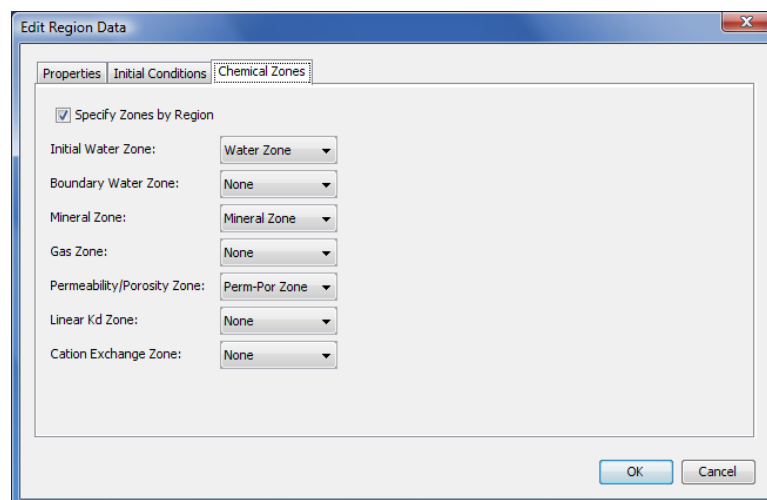 Edit Region Data
Properties Initial Conditions Chemical Zones
Specify Zones by Region
Initial Water Zone: Water Zone
Boundary Water Zone: None
Mineral Zone: Mineral Zone
Gas Zone: None
Permeability/Porosity Zone: Perm-Por Zone
Linear Kd Zone: None
Cation Exchange Zone: None
OK Cancel